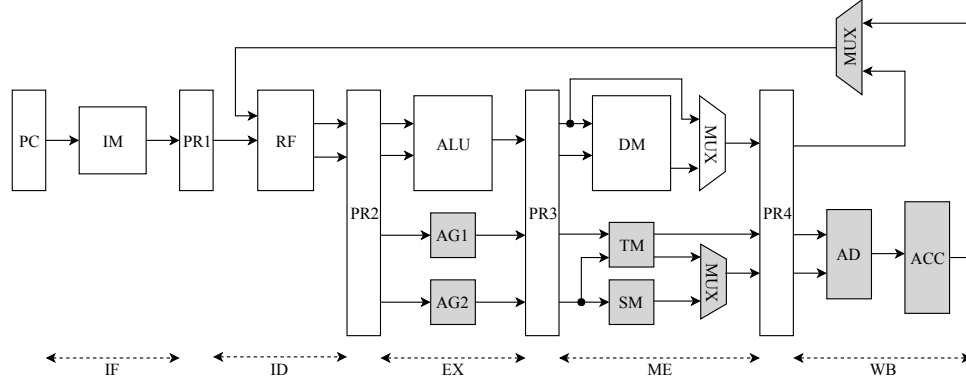 MUX
PC
IM
PR1
RF
PR2
ALU
PR3
DM
MUX
PR4
AG1
TM
MUX
AD
ACC
AG2
SM
IF
ID
EX
ME
WB